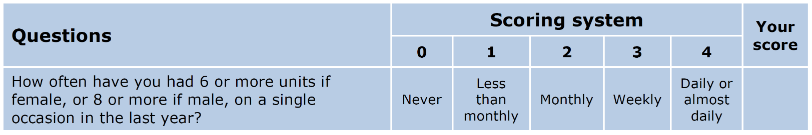 Questions
Scoring system
Your
score
0
1
2
3
4
How often have you had 6 or more units if
female, or 8 or more if male, on a single
occasion in the last year?
Never
Less
than
monthly
Monthly
Weekly
Daily or
almost
daily